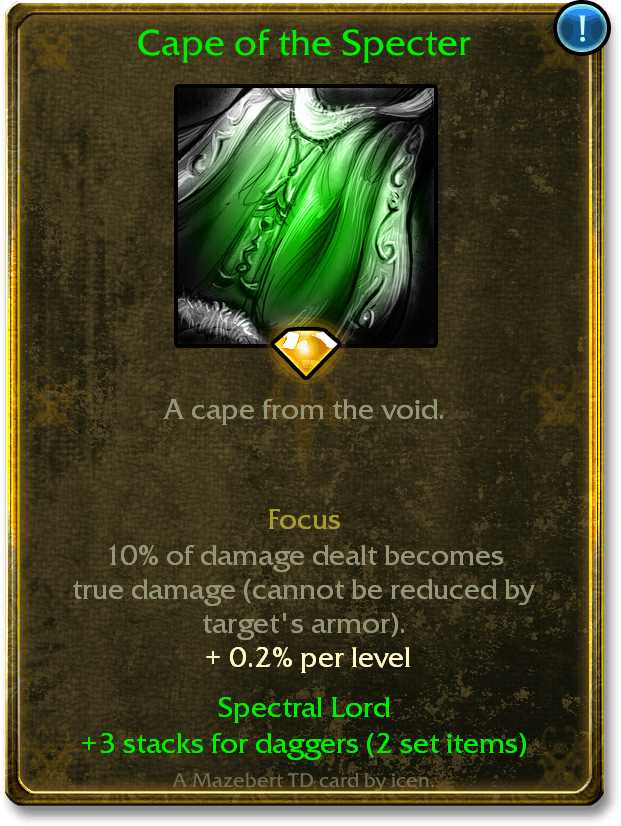 !
Cape of the Specter
A cape from the void.
Focus
10% of damage dealt becomes
true damage (cannot be reduced by
target's armor).
+ 0.2% per level
Spectral Lord
+3 stacks for daggers (2 set items)
A Mazebert TD card by icen.